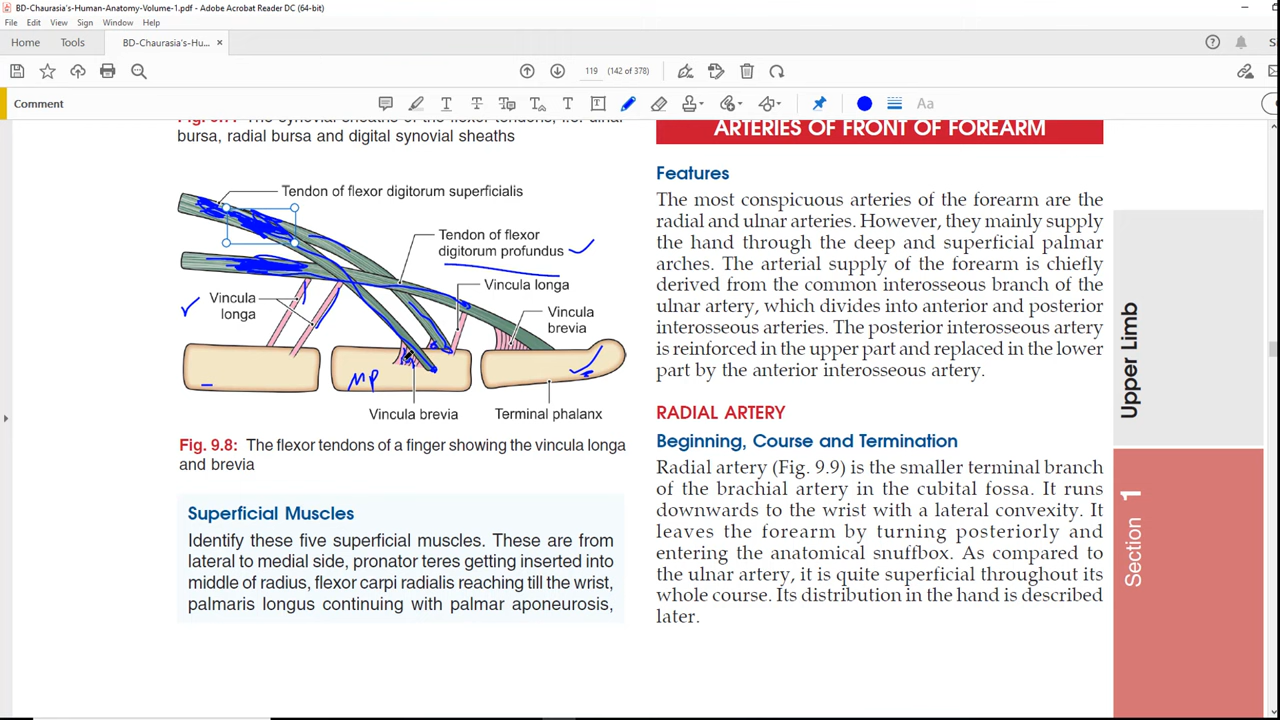 BD-Chaurasia's-Human-Anatomy-Volume-1.pdf - Adobe Acrobat Reader DC (64-bit)
File Edit View Sign Window Help
Home Tools BD-Chaurasia's-Hu... ×
119 (142 of 378)
Comment
bursa, radial bursa and digital synovial sheaths
Tendon of flexor digitorum superficialis
Tendon of flexor
digitorum profundus
Vincula longa
Vincula
longa
Vincula
brevia
MP
Vincula brevia
Terminal phalanx
Fig. 9.8: The flexor tendons of a finger showing the vincula longa
and brevia
Superficial Muscles
Identify these five superficial muscles. These are from
lateral to medial side, pronator teres getting inserted into
middle of radius, flexor carpi radialis reaching till the wrist,
palmaris longus continuing with palmar aponeurosis,
ARTERIES OF FRONT OF FOREARM
Features
The most conspicuous arteries of the forearm are the
radial and ulnar arteries. However, they mainly supply
the hand through the deep and superficial palmar
arches. The arterial supply of the forearm is chiefly
derived from the common interosseous branch of the
ulnar artery, which divides into anterior and posterior
interosseous arteries. The posterior interosseous artery
is reinforced in the upper part and replaced in the lower
part by the anterior interosseous artery.
RADIAL ARTERY
Beginning, Course and Termination
Radial artery (Fig. 9.9) is the smaller terminal branch
of the brachial artery in the cubital fossa. It runs
downwards to the wrist with a lateral convexity. It
leaves the forearm by turning posteriorly and
entering the anatomical snuffbox. As compared to
the ulnar artery, it is quite superficial throughout its
whole course. Its distribution in the hand is described
later.
Upper Limb
Section 1